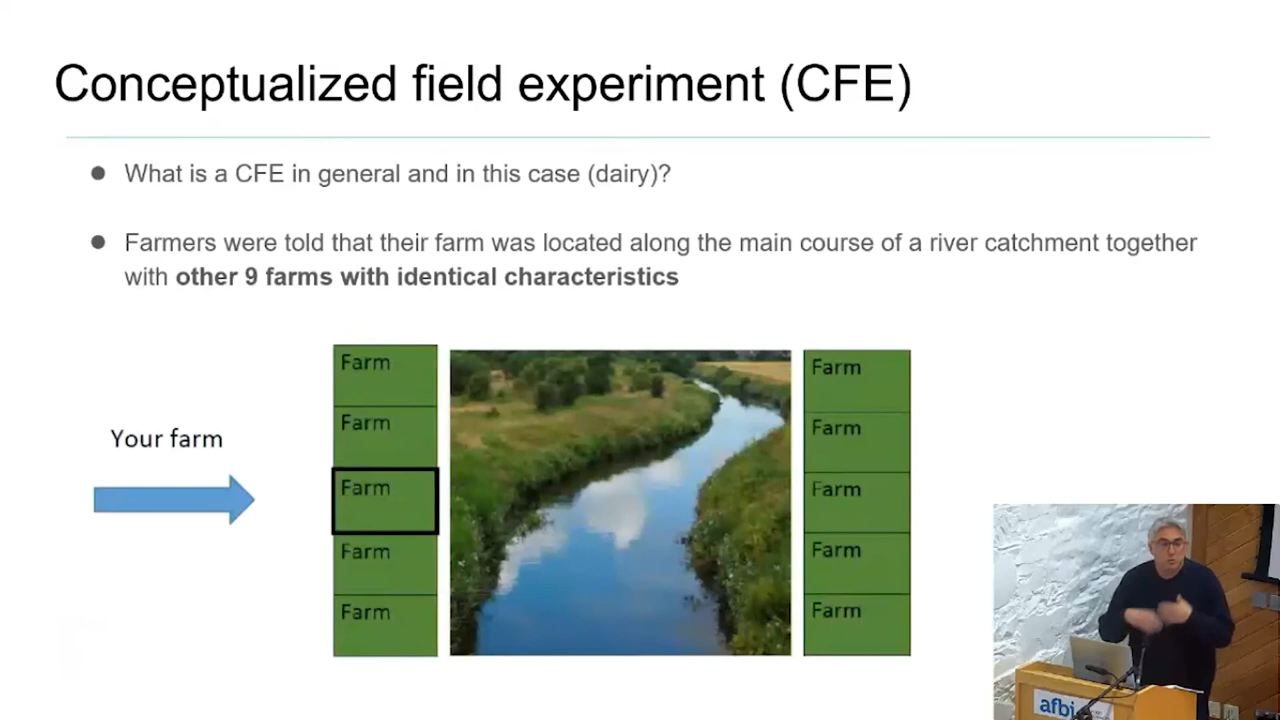 Conceptualized field experiment (CFE)
● What is a CFE in general and in this case (dairy)?
● Farmers were told that their farm was located along the main course of a river catchment together
with other 9 farms with identical characteristics
Your farm
Farm
Farm
Farm
Farm
Farm
Farm
Farm
Farm
Farm
Farm
afbi